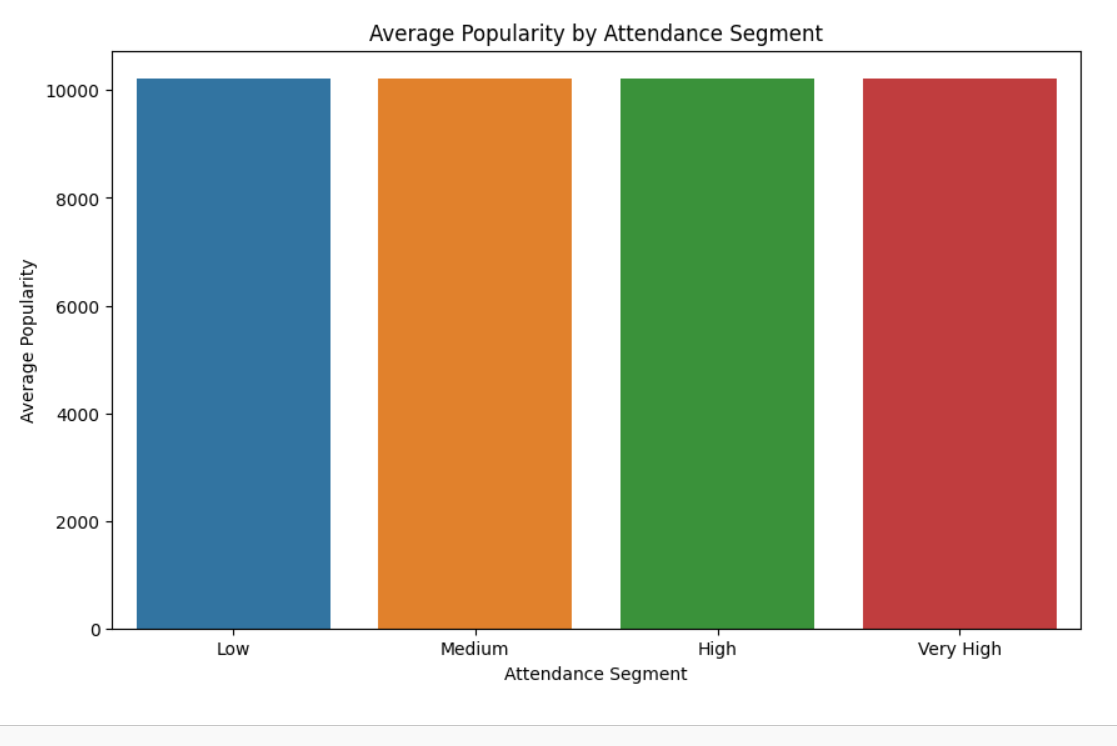 Average Popularity by Attendance Segment
10000
8000
6000
4000
2000
0
Average Popularity
Low Medium High Very High
Attendance Segment